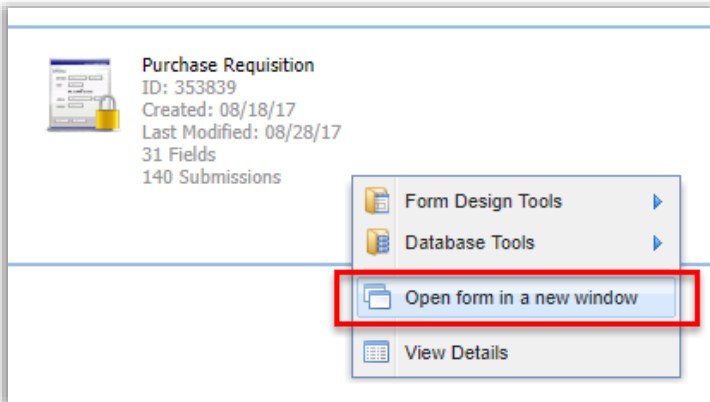 Purchase Requisition
ID: 353839
Created: 08/18/17
Last Modified: 08/28/17
31 Fields
140 Submissions
Form Design Tools
Database Tools
Open form in a new window
View Details